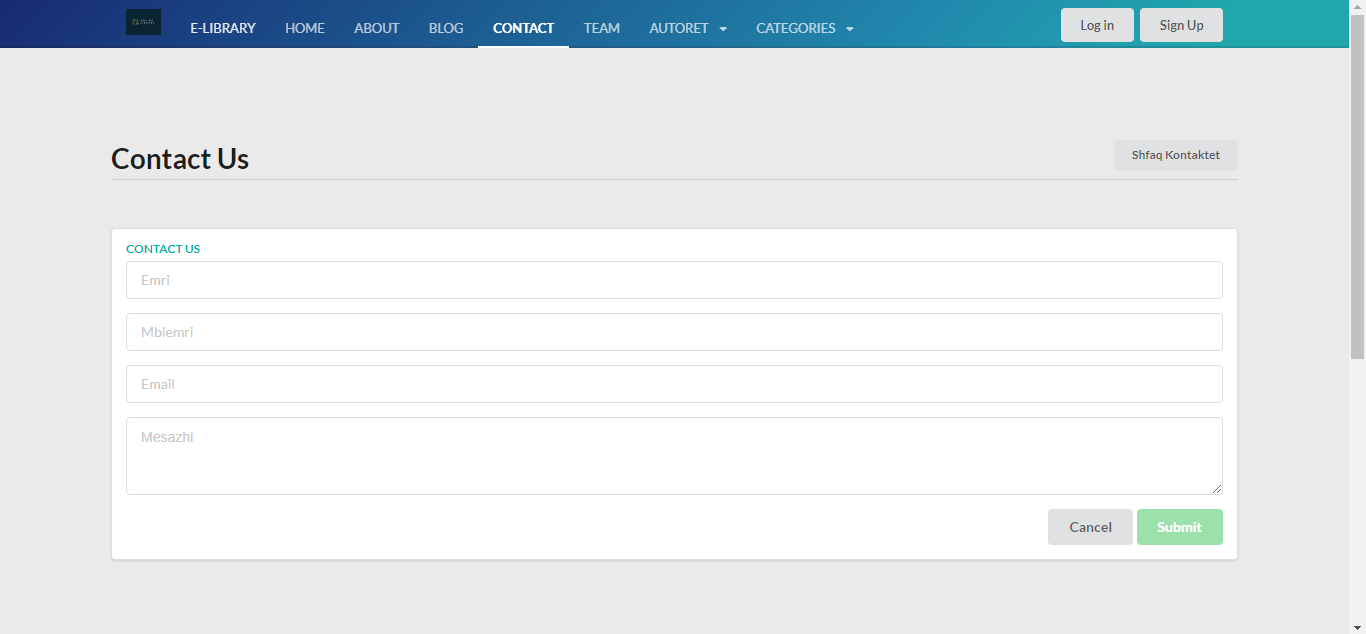 E-LIBRARY HOME ABOUT BLOG CONTACT TEAM AUTORET CATEGORIES Log in Sign Up
Contact Us Shfaq Kontaktet
CONTACT US
Emri
Mbiemri
Email
Mesazhi
Cancel Submit